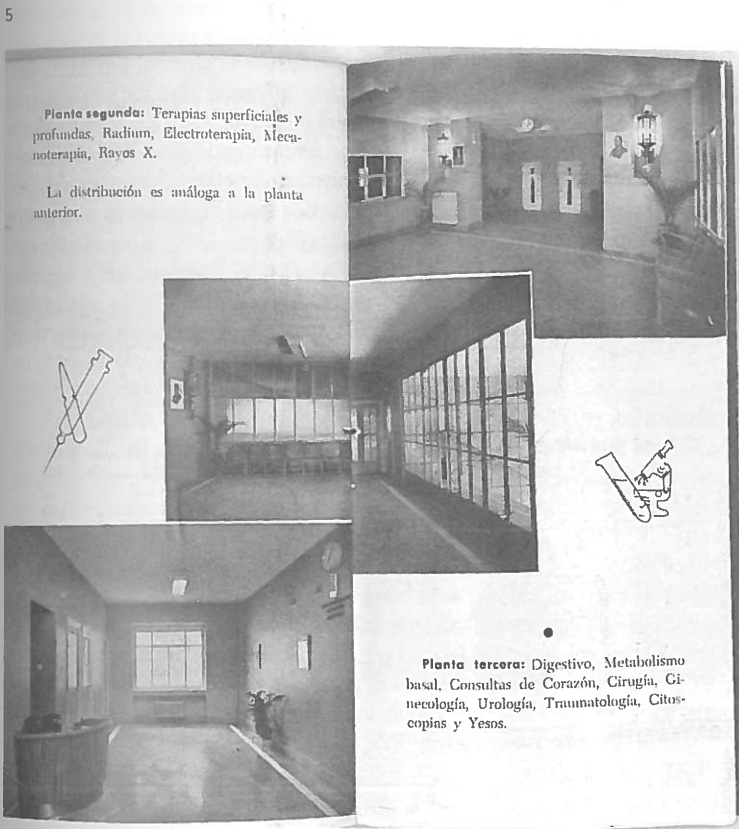 5
Planta segunda: Terapias superficiales y
profundas, Radium, Electroterapia, Meca-
noterapia, Rayos X.
La distribución es análoga a la planta
anterior.
Planta tercera: Digestivo, Metabolismo
basal, Consultas de Corazón, Cirugía, Gi-
necología, Urología, Traumatología, Citos-
copias y Yesos.